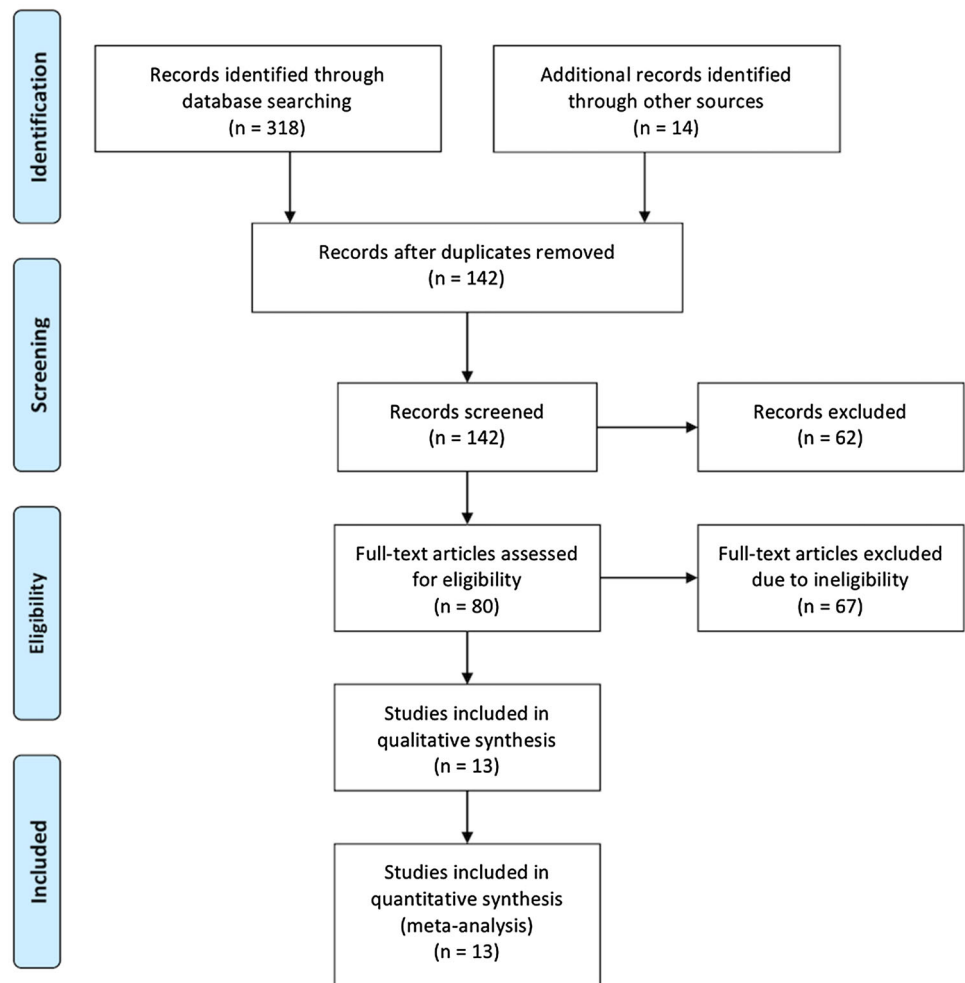 Identification
Records identified through
database searching
(n = 318)
Additional records identified
through other sources
(n = 14)
Records after duplicates removed
(n = 142)
Screening
Records screened
(n = 142)
Records excluded
(n = 62)
Eligibility
Full-text articles assessed
for eligibility
(n = 80)
Full-text articles excluded
due to ineligibility
(n = 67)
Studies included in
qualitative synthesis
(n = 13)
Included
Studies included in
quantitative synthesis
(meta-analysis)
(n = 13)